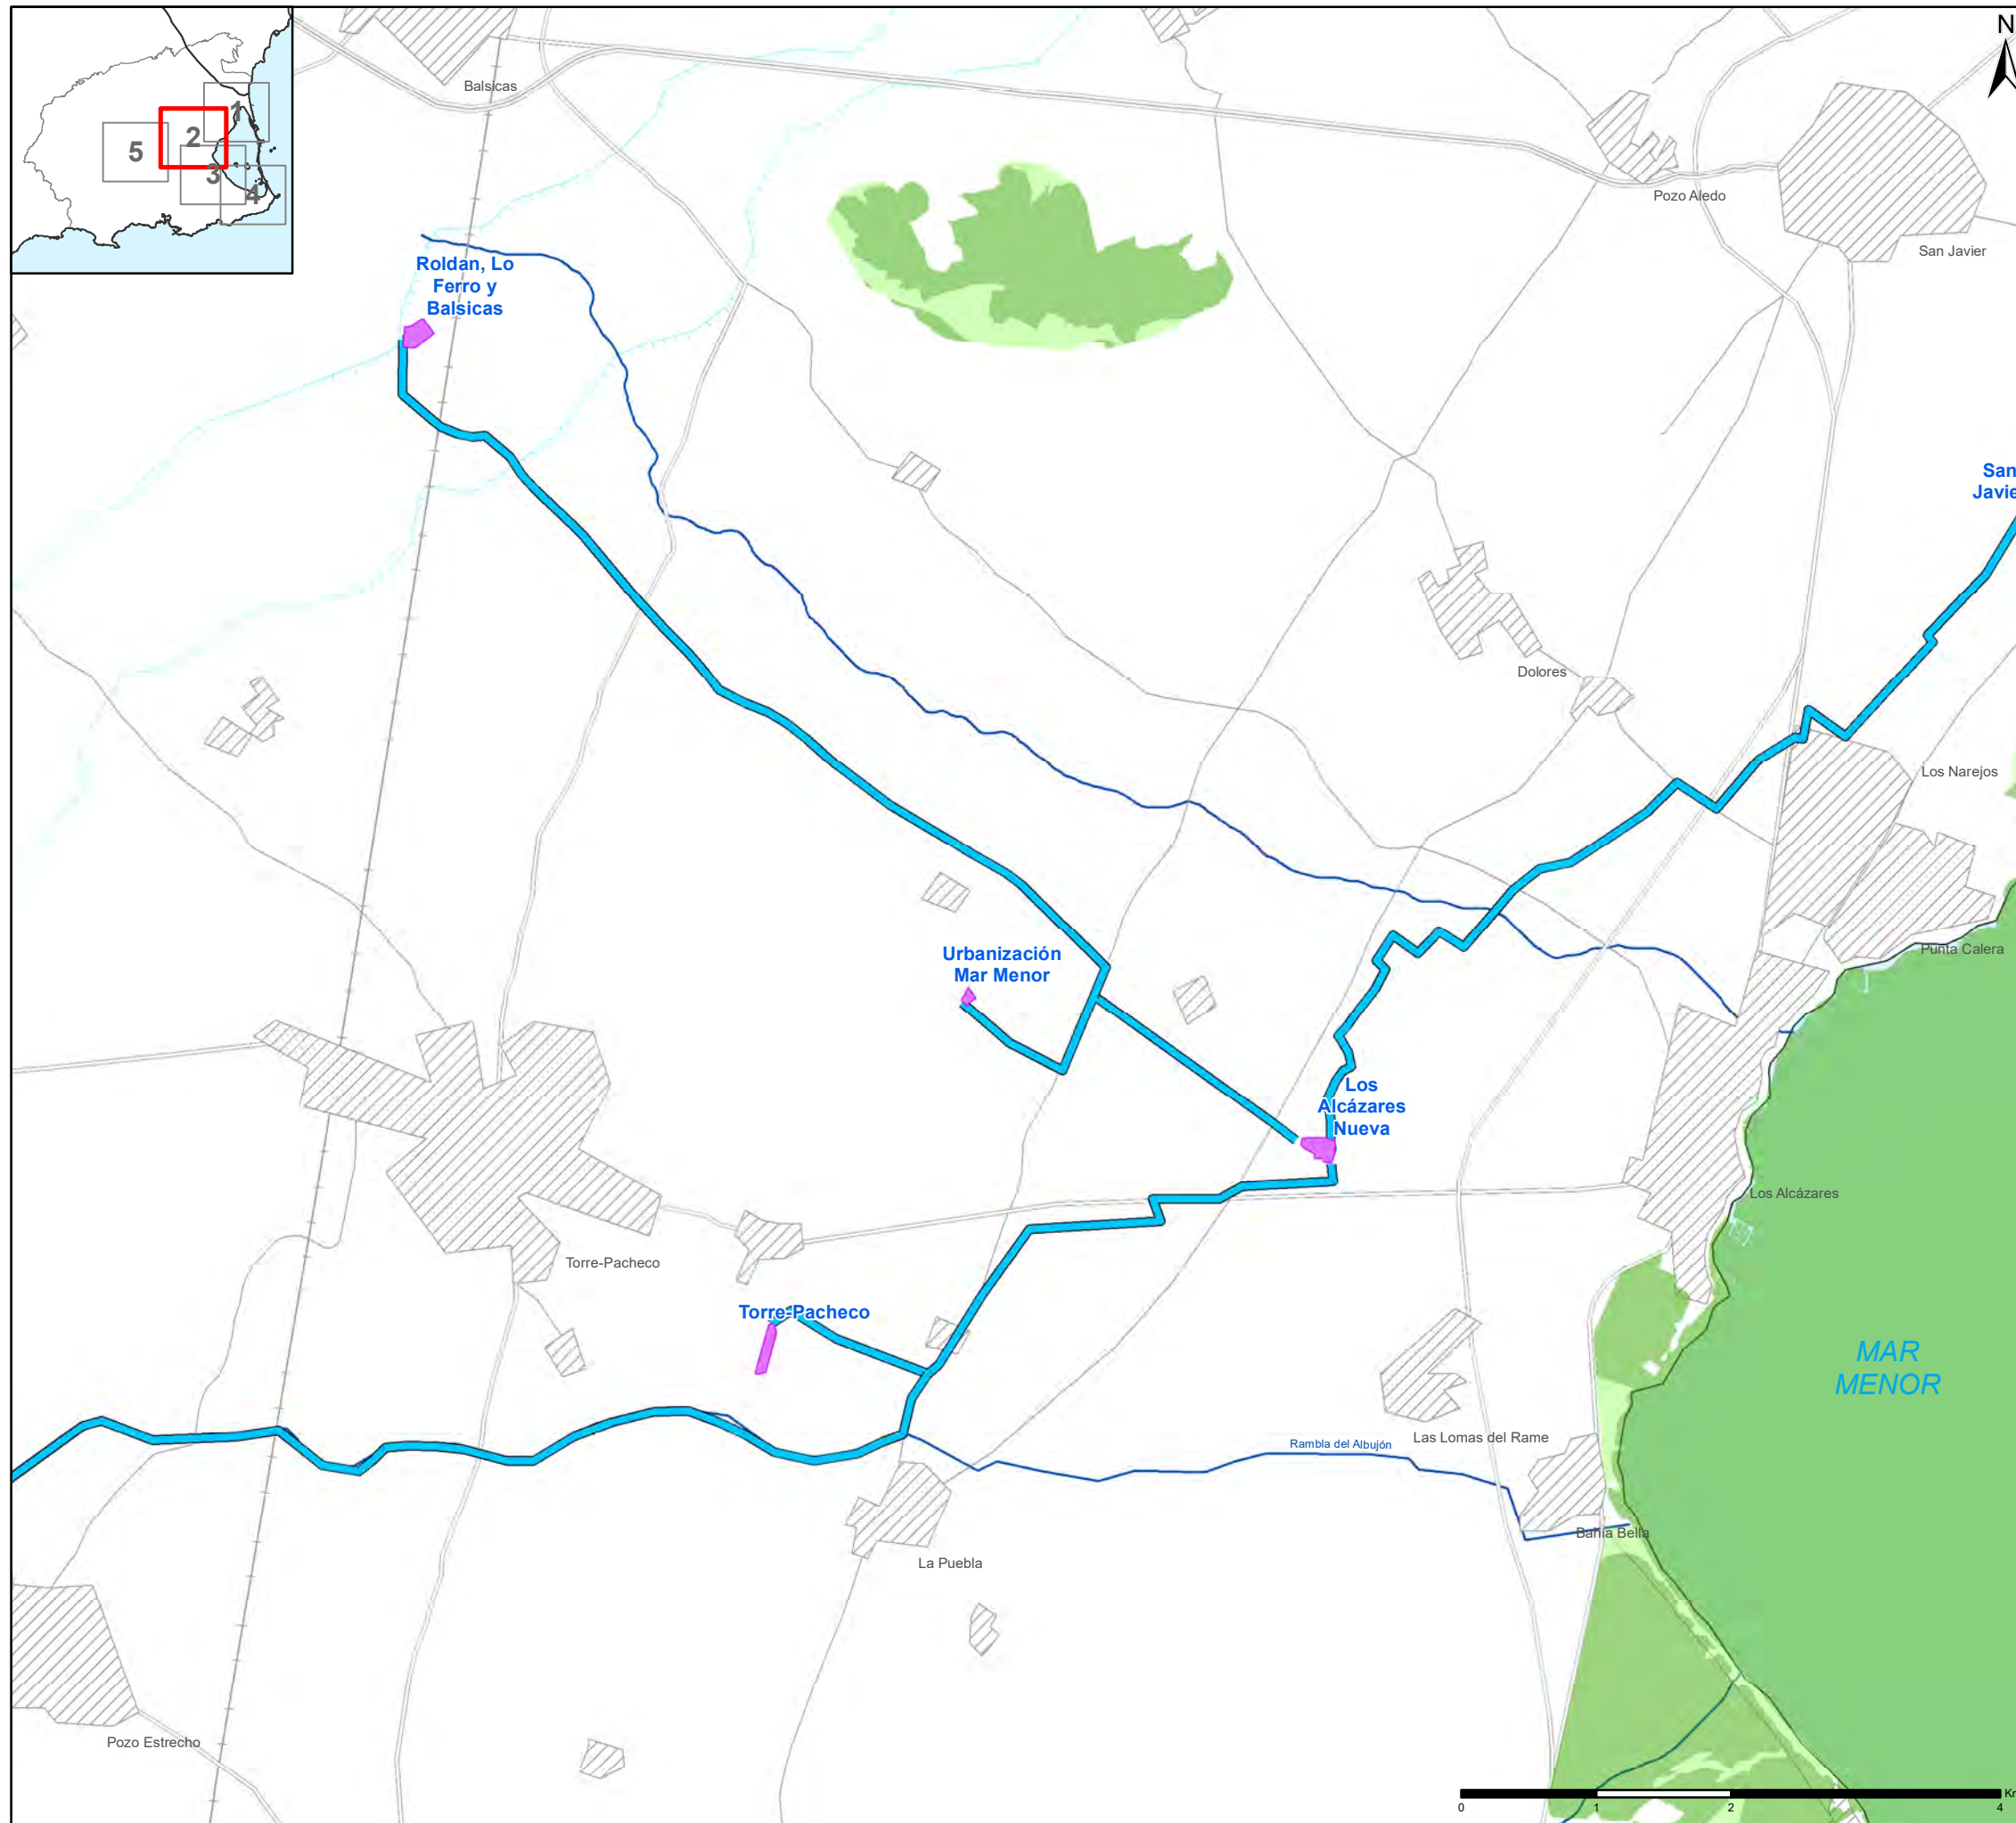 N
1
2
5
3
4
Balsicas
Pozo Aledo
San Javier
Roldan, Lo
Ferro y
Balsicas
San
Javie
Dolores
Los Narejos
Urbanización
Mar Menor
Punta Calera
Los
Alcázares
Nueva
Los Alcázares
Torre-Pacheco
Torre-Pacheco
MAR
MENOR
Las Lomas del Rame
Rambla del Albujón
Bahía Bella
La Puebla
Pozo Estrecho
Km
0
1
2
4